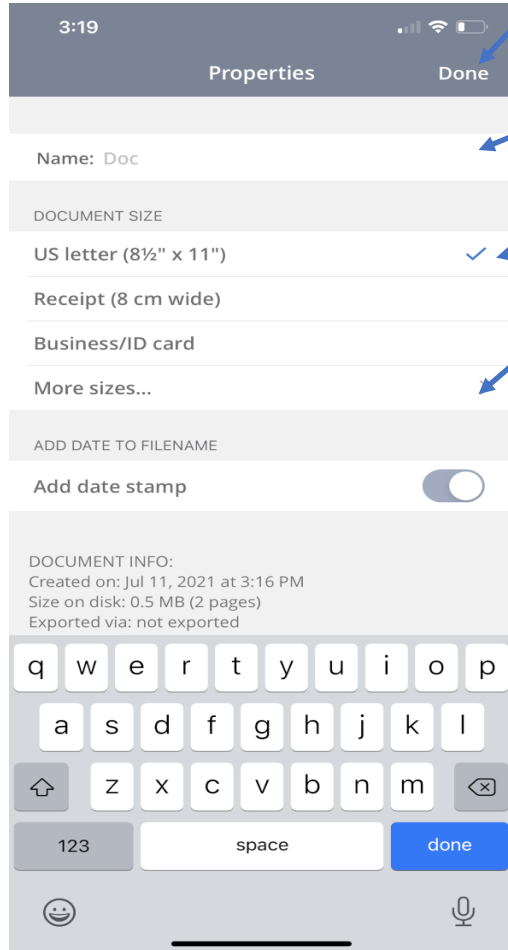 3:19
Properties Done
Name: Doc
DOCUMENT SIZE
US letter (8½" x 11")
Receipt (8 cm wide)
Business/ID card
More sizes...
ADD DATE TO FILENAME
Add date stamp
DOCUMENT INFO:
Created on: Jul 11, 2021 at 3:16 PM
Size on disk: 0.5 MB (2 pages)
Exported via: not exported
q w e r t y u i o p
a s d f g h j k l
z x c v b n m
123 space done